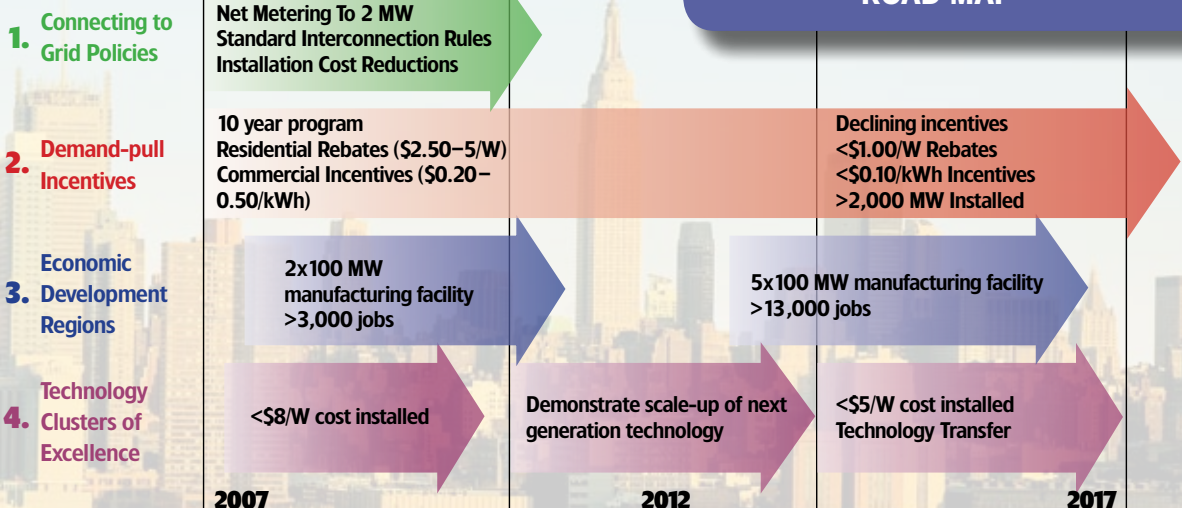 ROAD MAP
1. Connecting to
Grid Policies
Net Metering To 2 MW
Standard Interconnection Rules
Installation Cost Reductions
2. Demand-pull
Incentives
10 year program
Residential Rebates ($2.50–5/W)
Commercial Incentives ($0.20–
0.50/kWh)
Declining incentives
<$1.00/W Rebates
<$0.10/kWh Incentives
>2,000 MW Installed
Economic
3. Development
Regions
2x100 MW
manufacturing facility
>3,000 jobs
5x100 MW manufacturing facility
>13,000 jobs
Technology
4. Clusters of
Excellence
<$8/W cost installed
Demonstrate scale-up of next
generation technology
<$5/W cost installed
Technology Transfer
2007
2012
2017